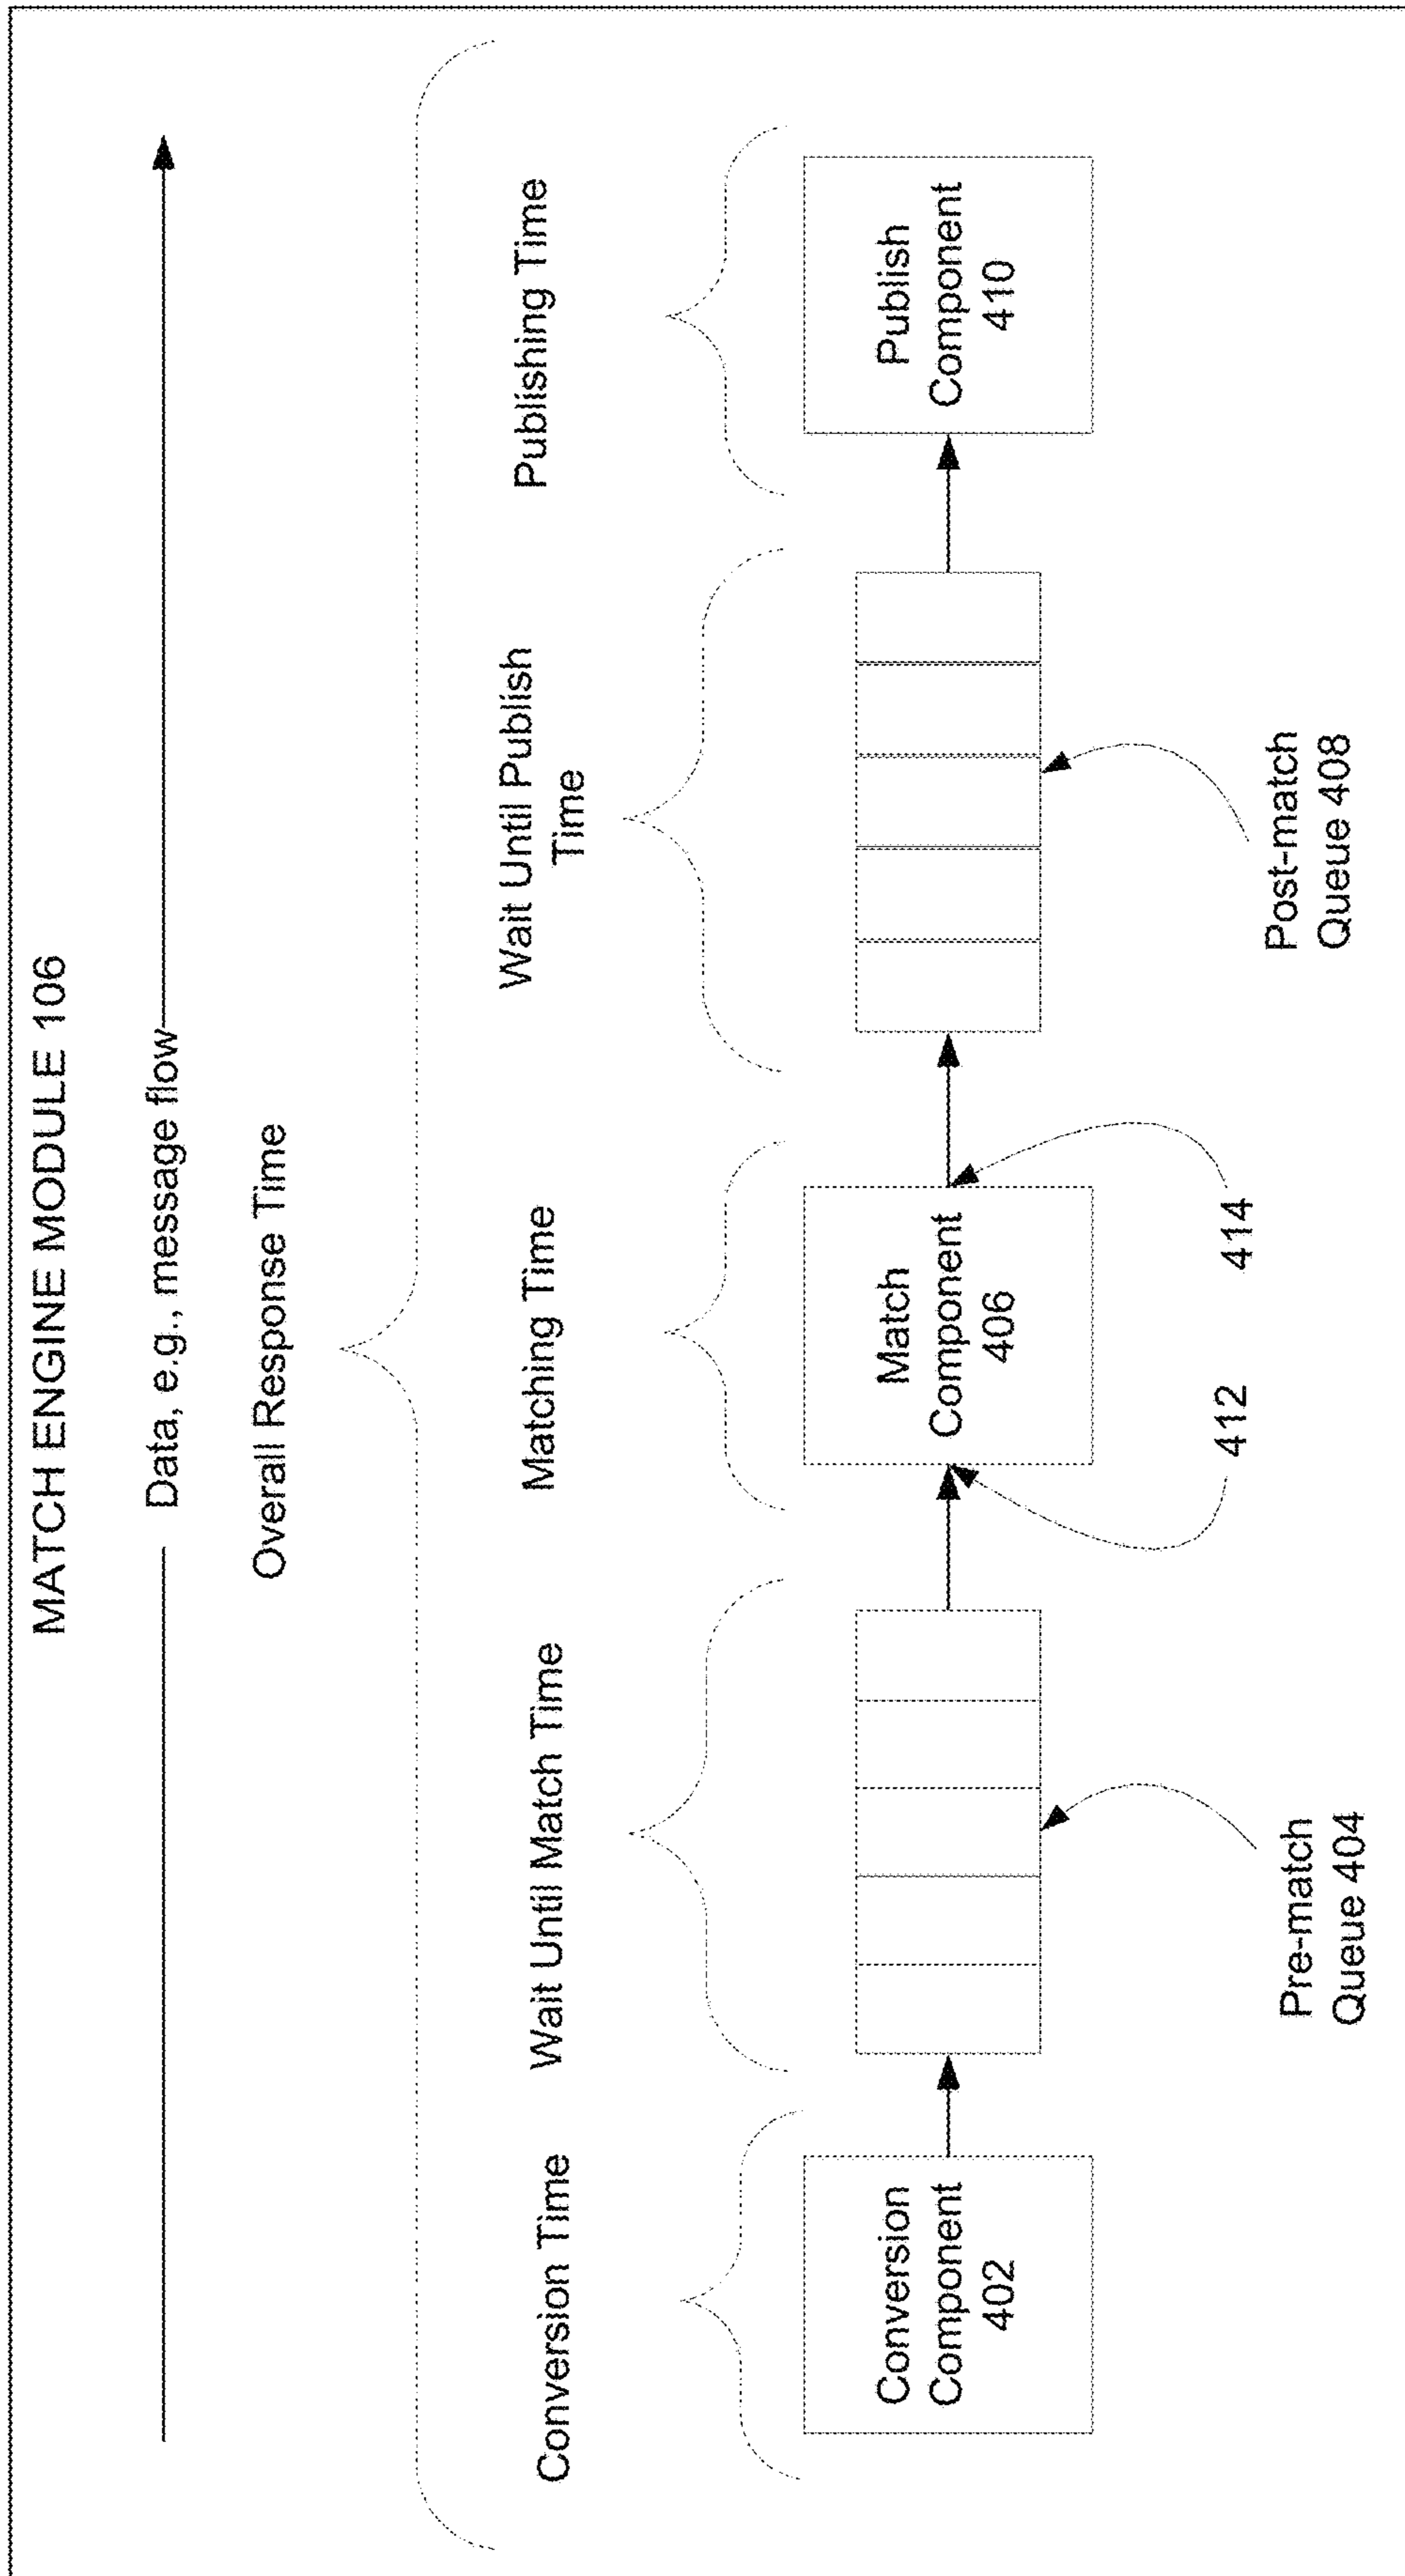 MATCH ENGINE MODULE 106
Data, e.g., message flow
Overall Response Time
Conversion Time
Wait Until Match Time
Matching Time
Wait Until Publish
Time
Publishing Time
Conversion
Component
402
Match
Component
406
Publish
Component
410
Pre-match
Queue 404
412
414
Post-match
Queue 408